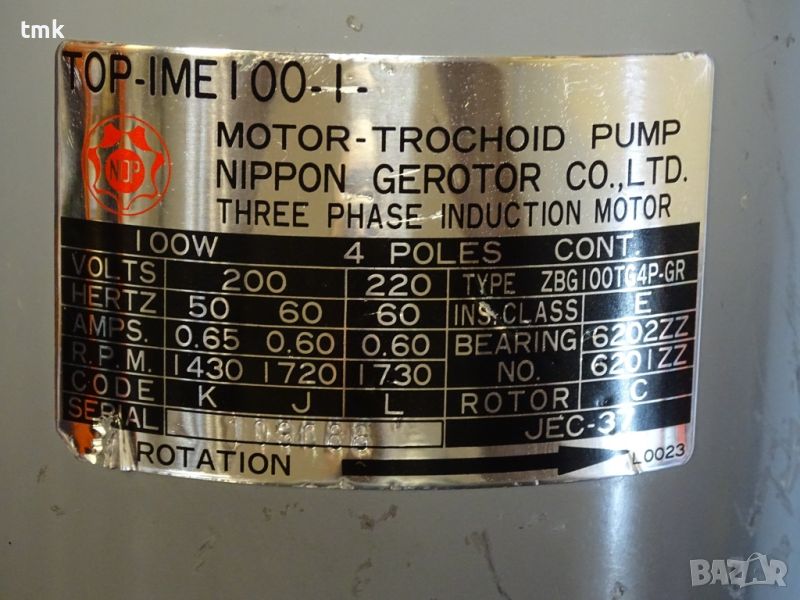 tmk
TOP-IME100-1-
NOP
MOTOR-TROCHOID PUMP
NIPPON GEROTOR CO.,LTD.
THREE PHASE INDUCTION MOTOR
100W 4 POLES CONT.
VOLTS 200 220 TYPE ZBG100TG4P-GR
HERTZ 50 60 60 INS.CLASS E
AMPS. 0.65 0.60 0.60 BEARING 6202ZZ
R.P.M. 1430 1720 1730 NO. 6201ZZ
CODE K J L ROTOR C
SERIAL JEC-37
ROTATION L0023
BAZAR